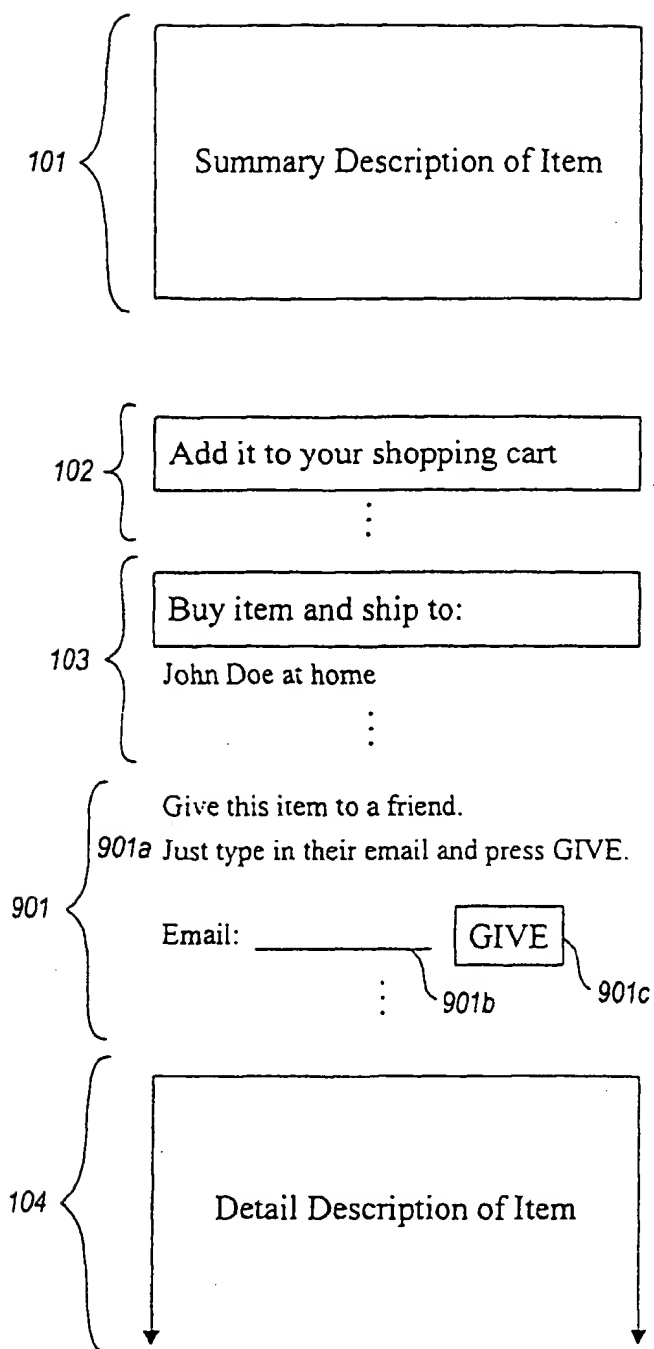 101
Summary Description of Item
102
Add it to your shopping cart
103
Buy item and ship to:
John Doe at home
901
Give this item to a friend.
901a Just type in their email and press GIVE.
Email: GIVE
901b
901c
104
Detail Description of Item